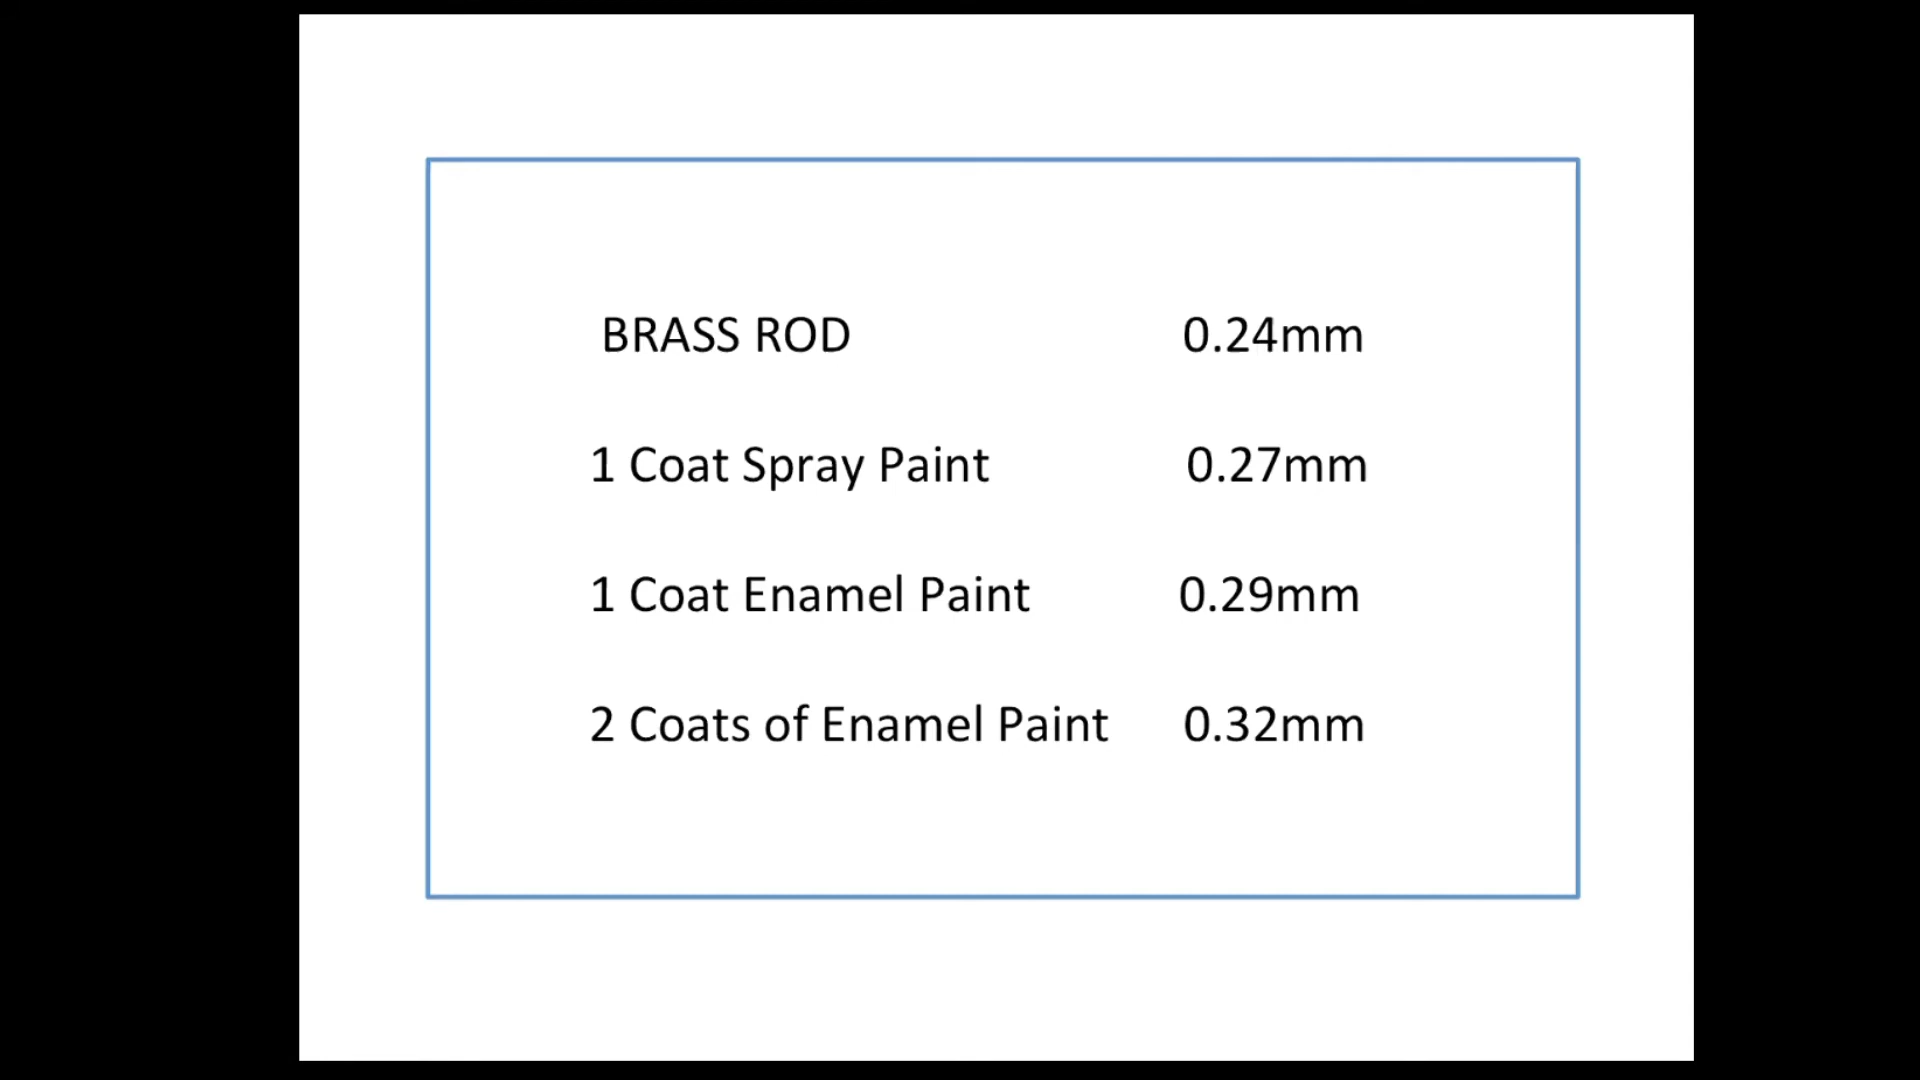 BRASS ROD 0.24mm
1 Coat Spray Paint 0.27mm
1 Coat Enamel Paint 0.29mm
2 Coats of Enamel Paint 0.32mm